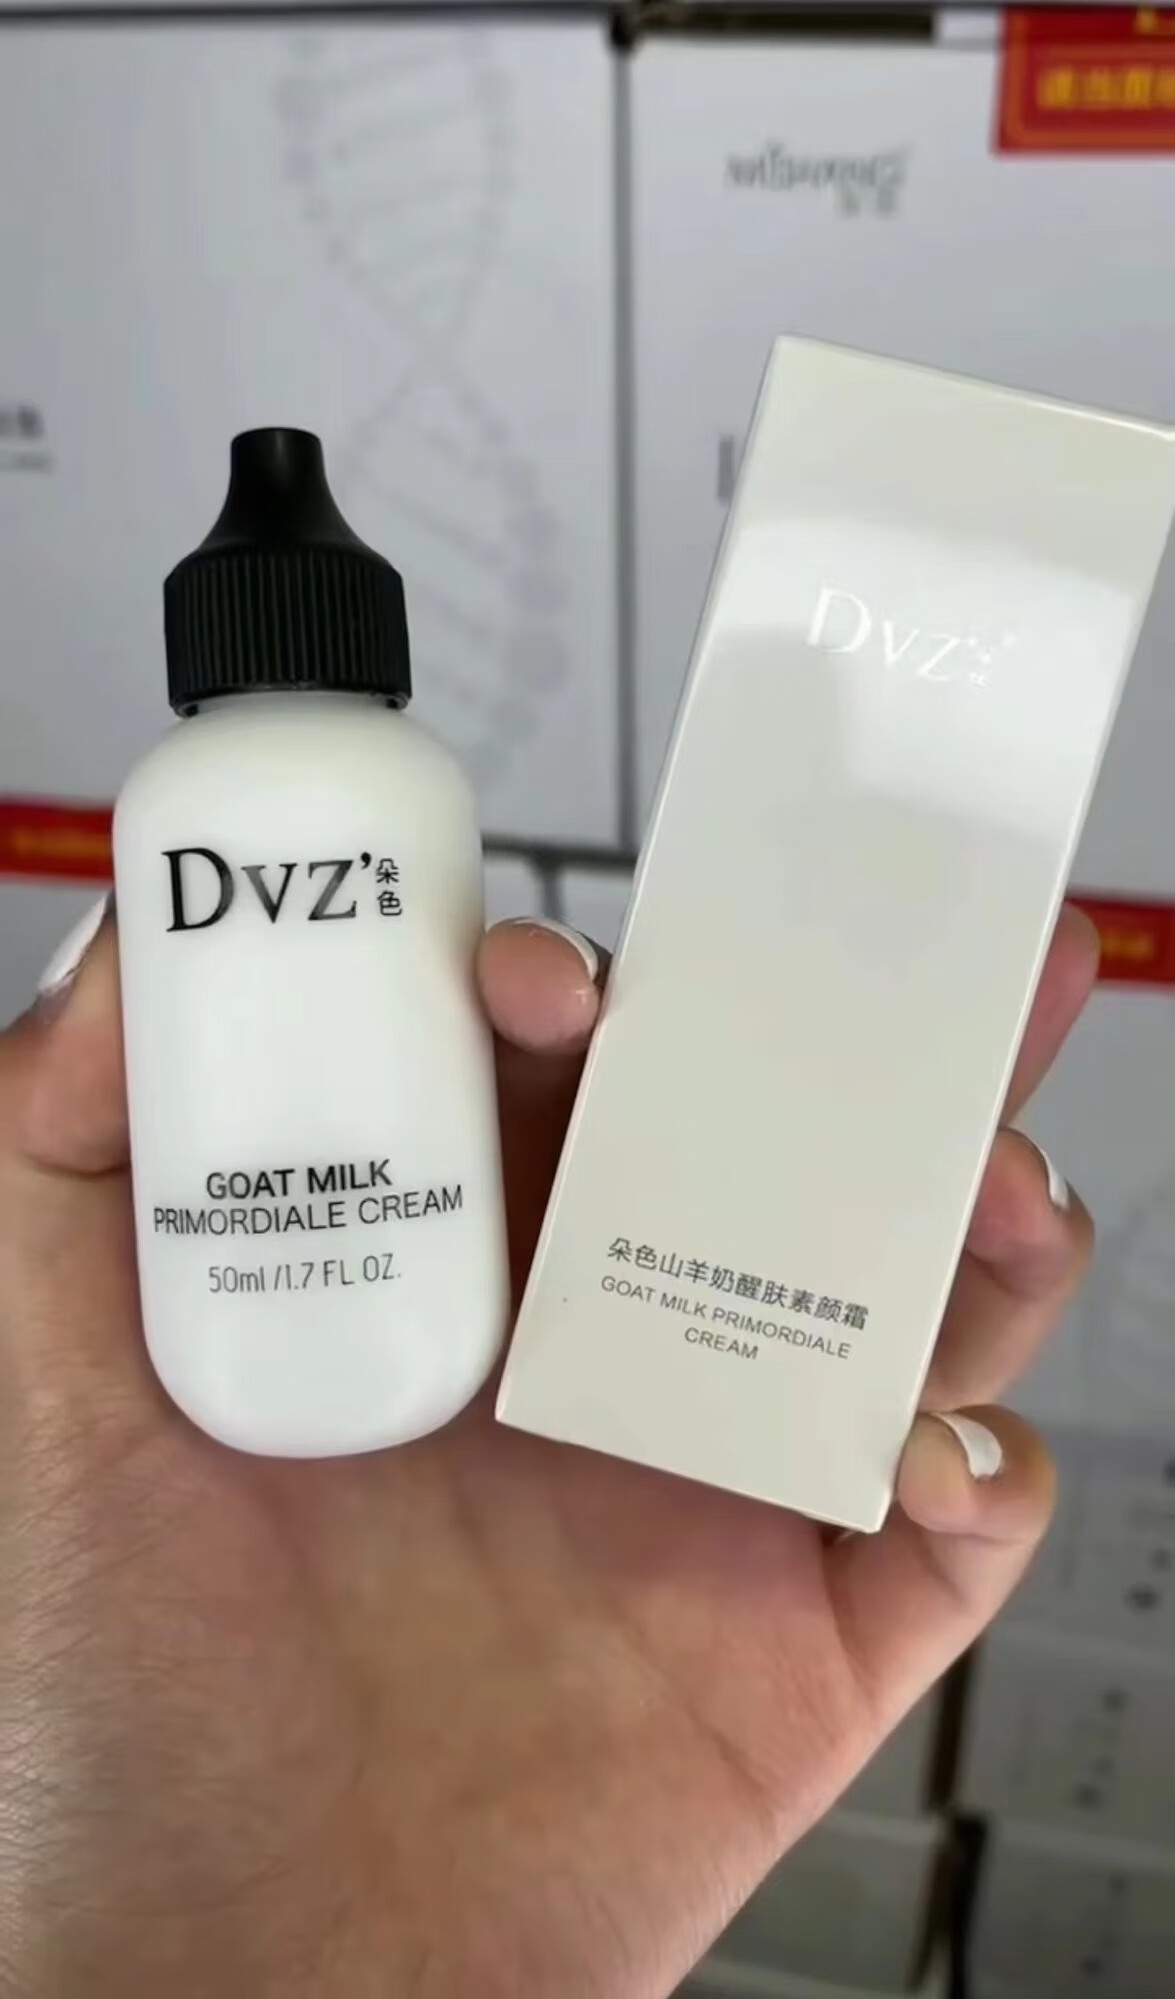 Dvz' 朵色
GOAT MILK
PRIMORDIALE CREAM
50ml /1.7 FL OZ.
Dvz'
朵色山羊奶醒肤素颜霜
GOAT MILK PRIMORDIALE
CREAM